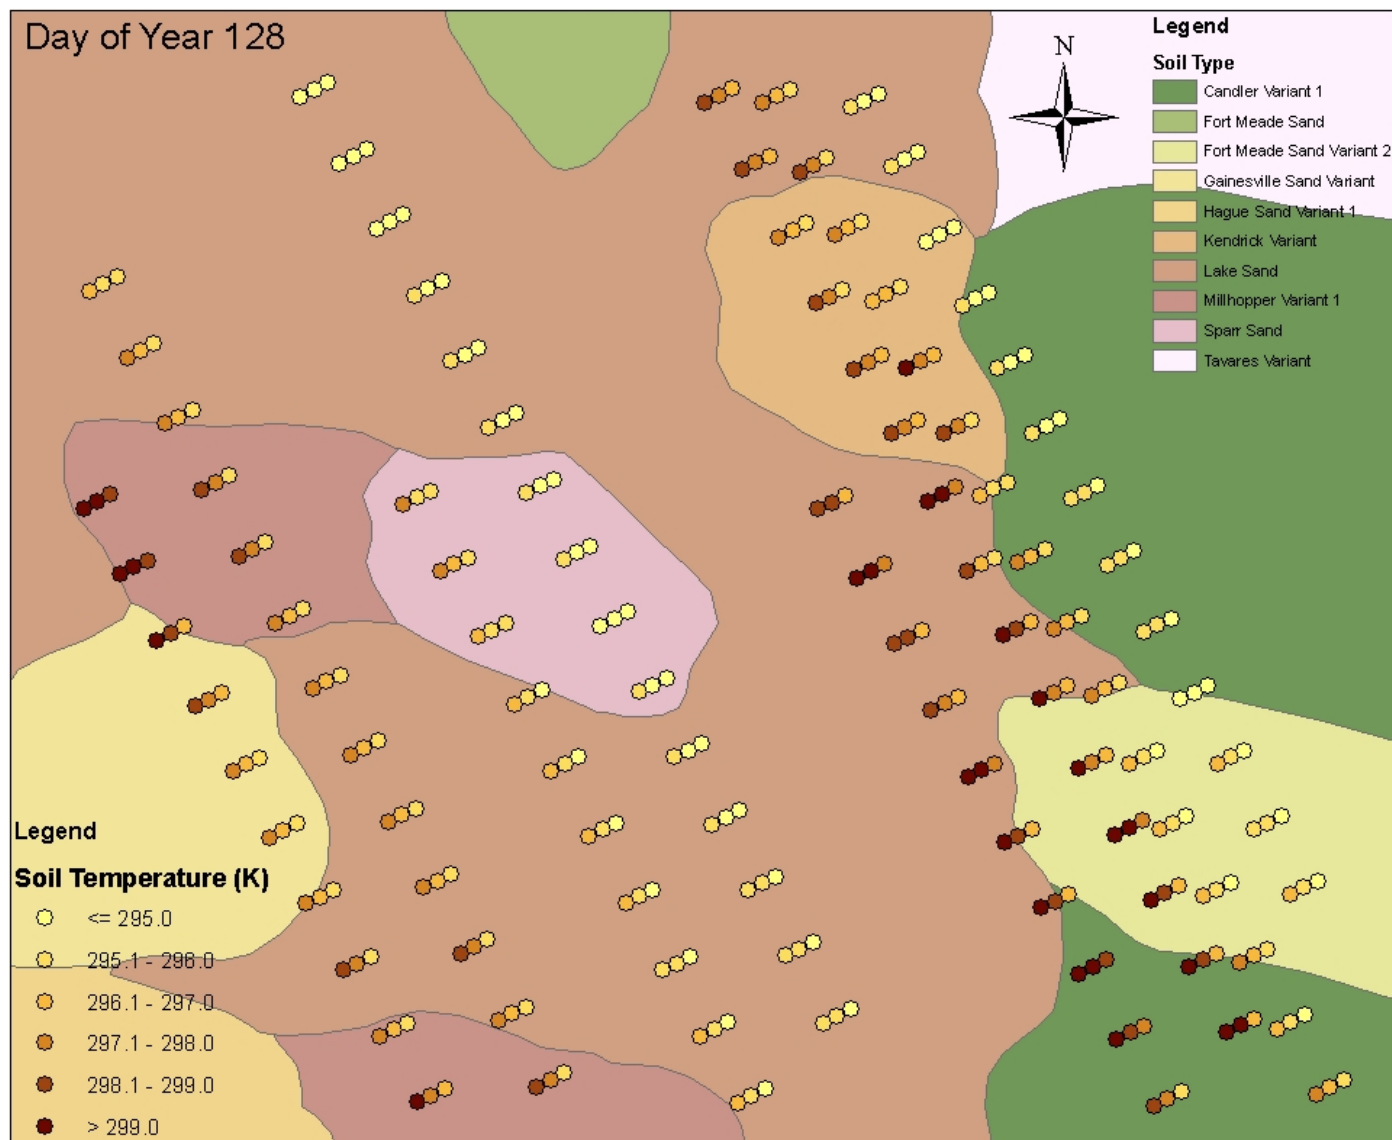 Day of Year 128
N
Legend
Soil Type
Candler Variant 1
Fort Meade Sand
Fort Meade Sand Variant 2
Gainesville Sand Variant
Hague Sand Variant 1
Kendrick Variant
Lake Sand
Millhopper Variant 1
Sparr Sand
Tavares Variant
Legend
Soil Temperature (K)
<= 295.0
295.1 - 296.0
296.1 - 297.0
297.1 - 298.0
298.1 - 299.0
> 299.0